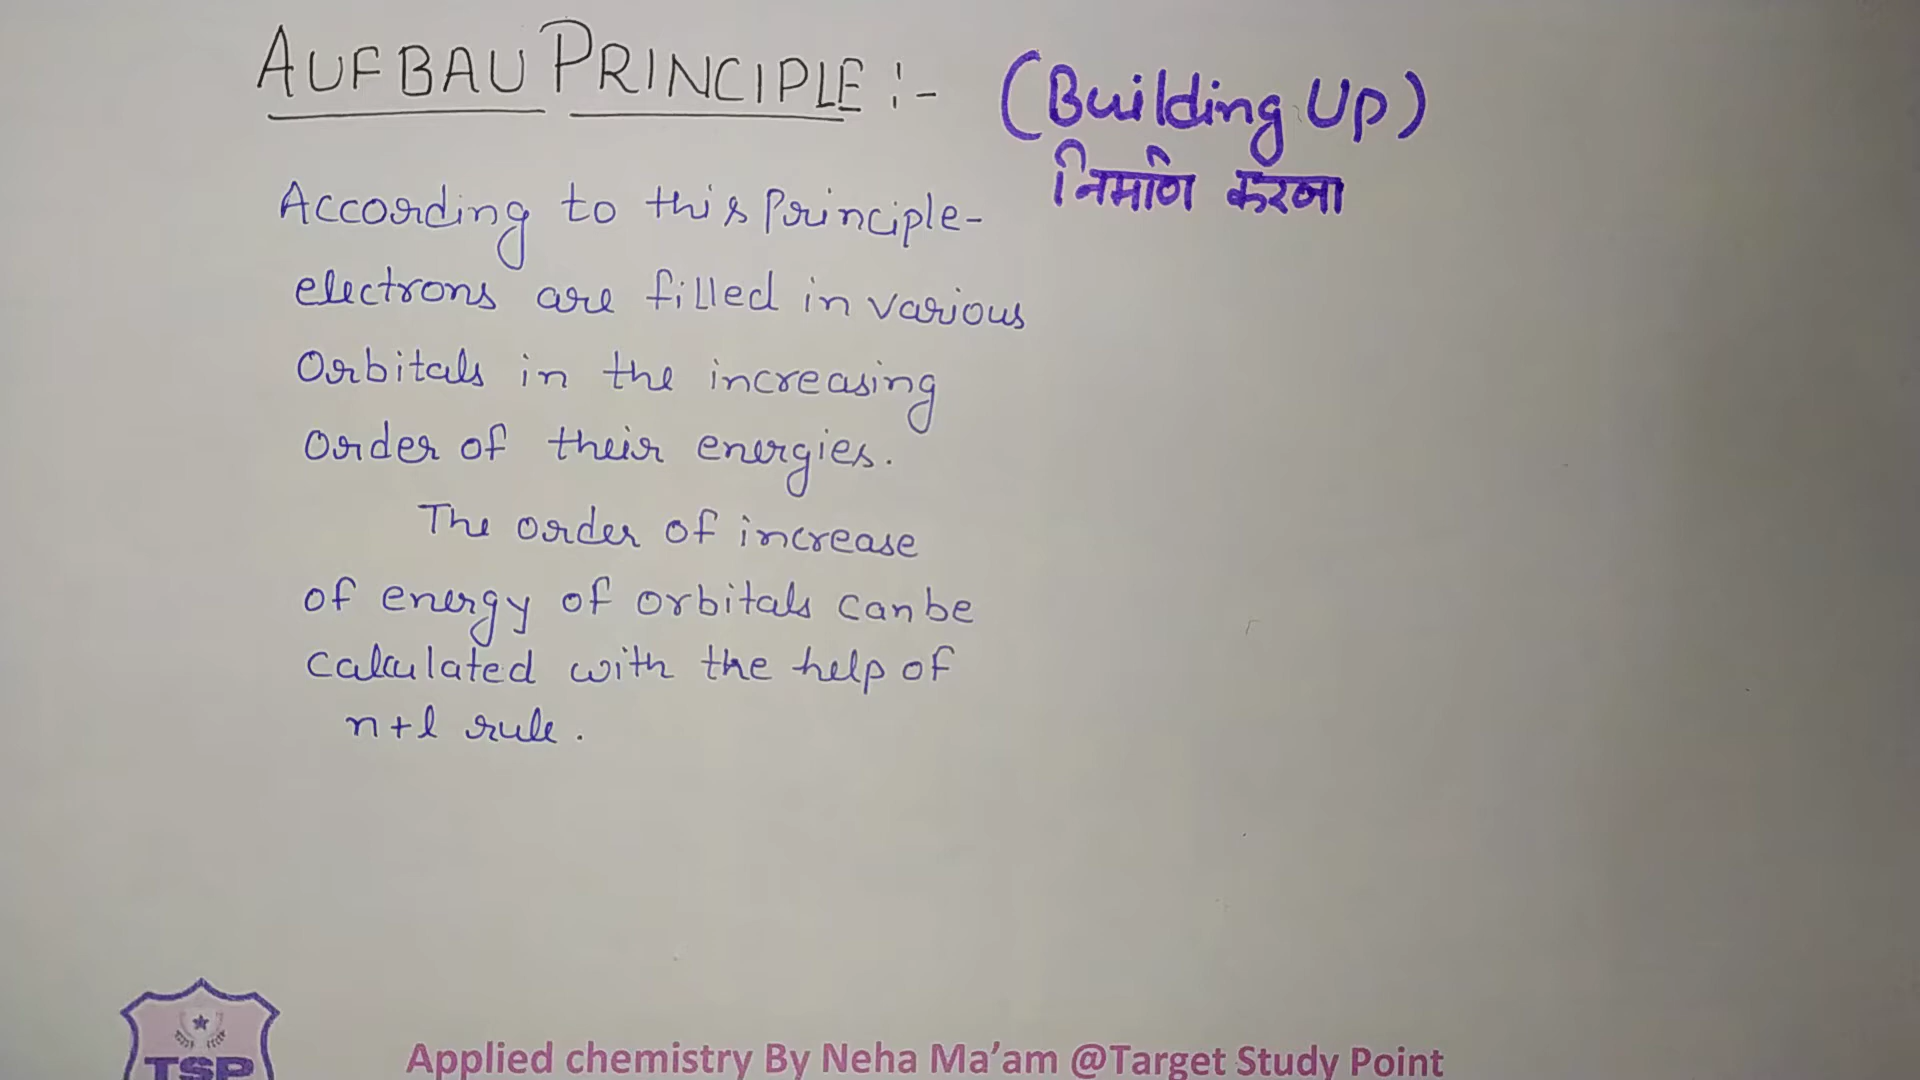 AUFBAU PRINCIPLE :- (Building Up)
निर्माण करना
According to this Principle-
electrons are filled in various
Orbitals in the increasing
Order of their energies.
The order of increase
of energy of orbitals can be
Calculated with the help of
n+l rule.
TSP
Applied chemistry By Neha Ma'am @Target Study Point